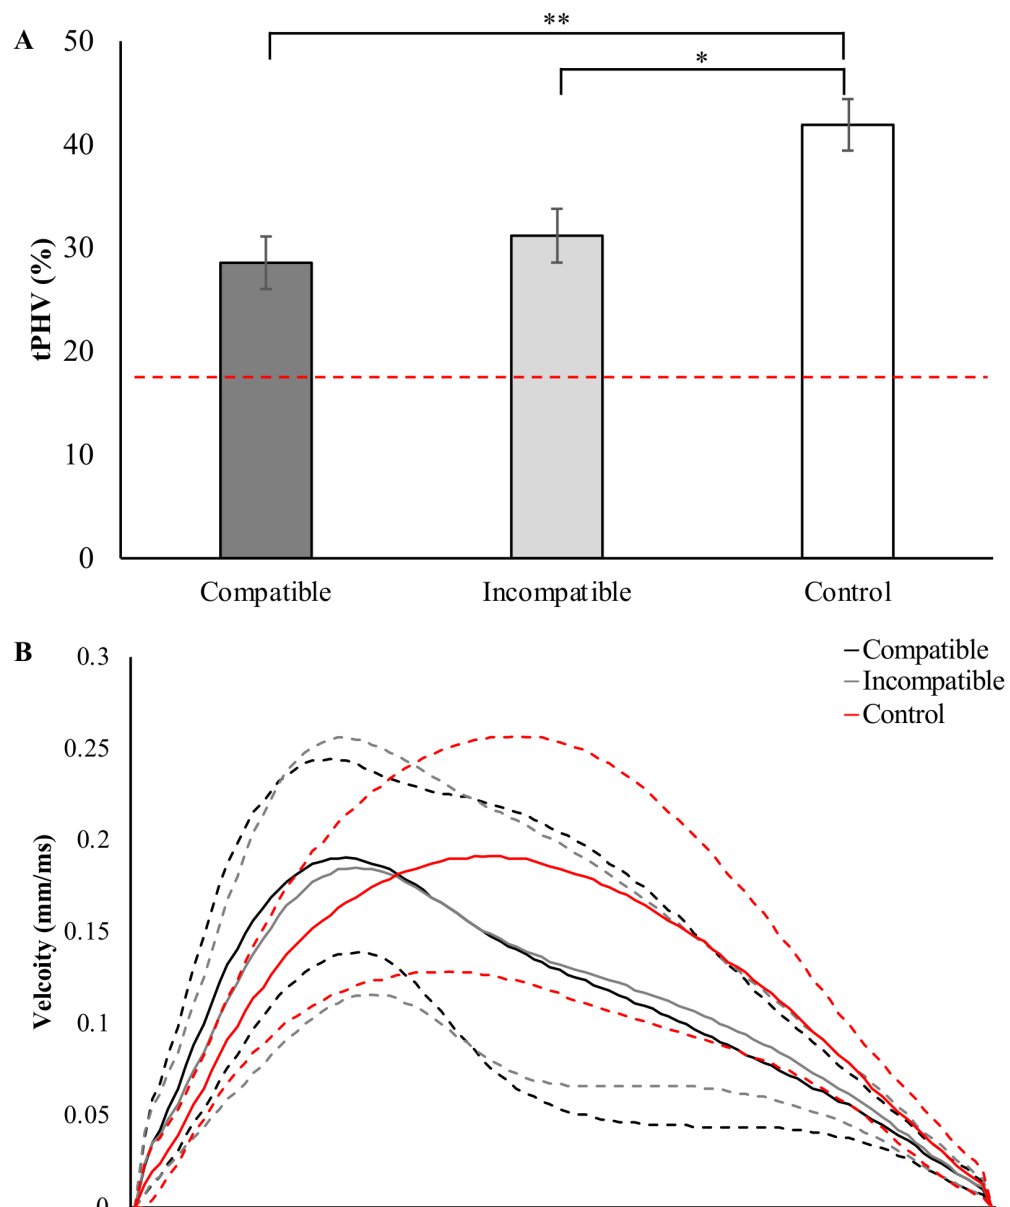 A
**
*
50
40
30
20
10
0
tPHV (%)
Compatible Incompatible Control
B
Compatible
Incompatible
Control
0.3
0.25
0.2
0.15
0.1
0.05
0
Velcoity (mm/ms)